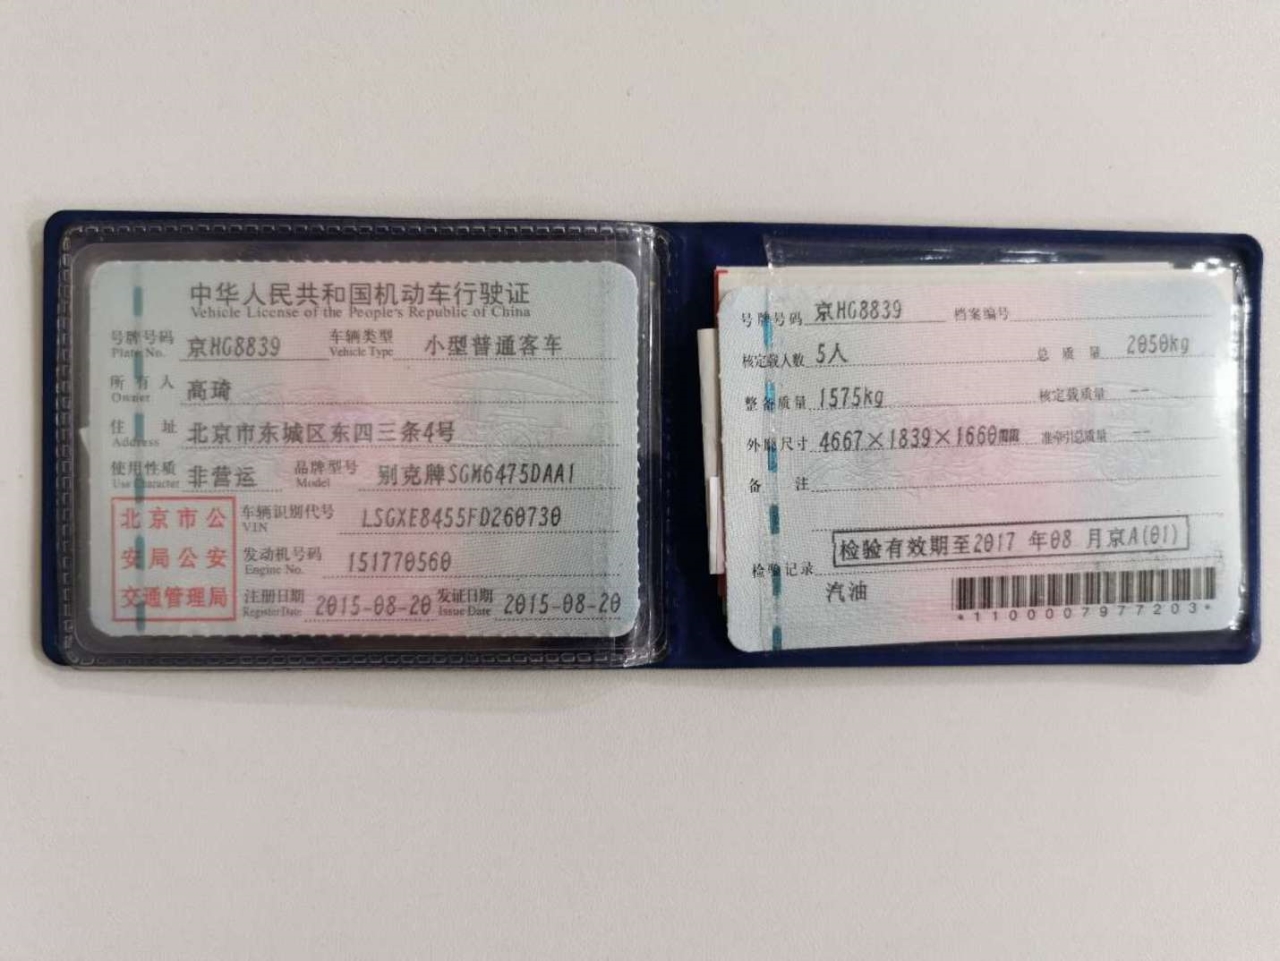 中华人民共和国机动车行驶证
Vehicle License of the People's Republic of China
号牌号码 京HG8839 车辆类型 小型普通客车
Plate No. Vehicle Type
所有人 高琦
Owner
住址 北京市东城区东四三条4号
Address
使用性质 非营运 品牌型号 别克牌SGM6475DAA1
Use Character Model
北京市公
安局公安
交通管理局
车辆识别代号 LSGXE8455FD260730
VIN
发动机号码 151770560
Engine No.
注册日期 2015-08-20 发证日期 2015-08-20
Register Date Issue Date
号牌号码 京HG8839 档案编号
核定载人数 5人 总质量 2050kg
整备质量 1575kg 核定载质量 --
外廓尺寸 4667×1839×1660mm 准牵引总质量 --
备注
检验有效期至2017年08月京A(01)
检验记录
汽油
*1100007977203*